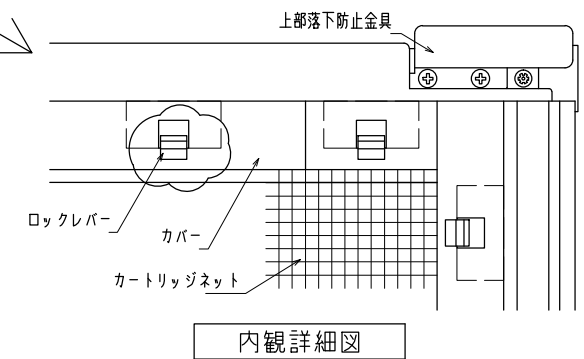 上部落下防止金具
ロックレバー
カバー
カートリッジネット
内観詳細図